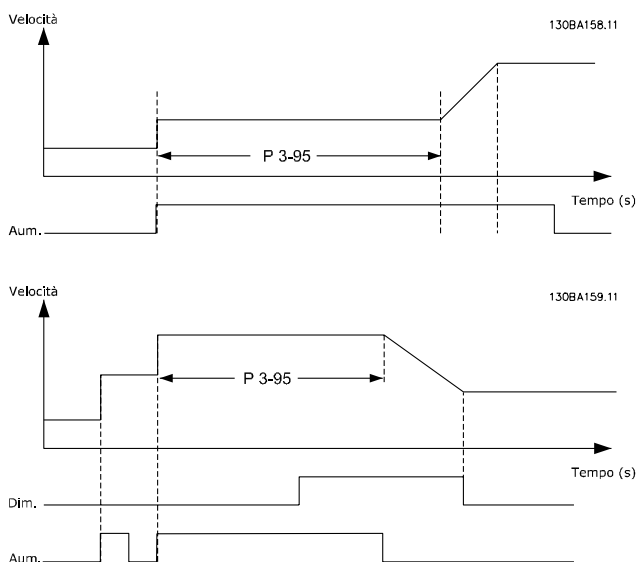 Velocità
130BA158.11
P 3-95
Tempo (s)
Aum.
Velocità
130BA159.11
P 3-95
Tempo (s)
Dim.
Aum.